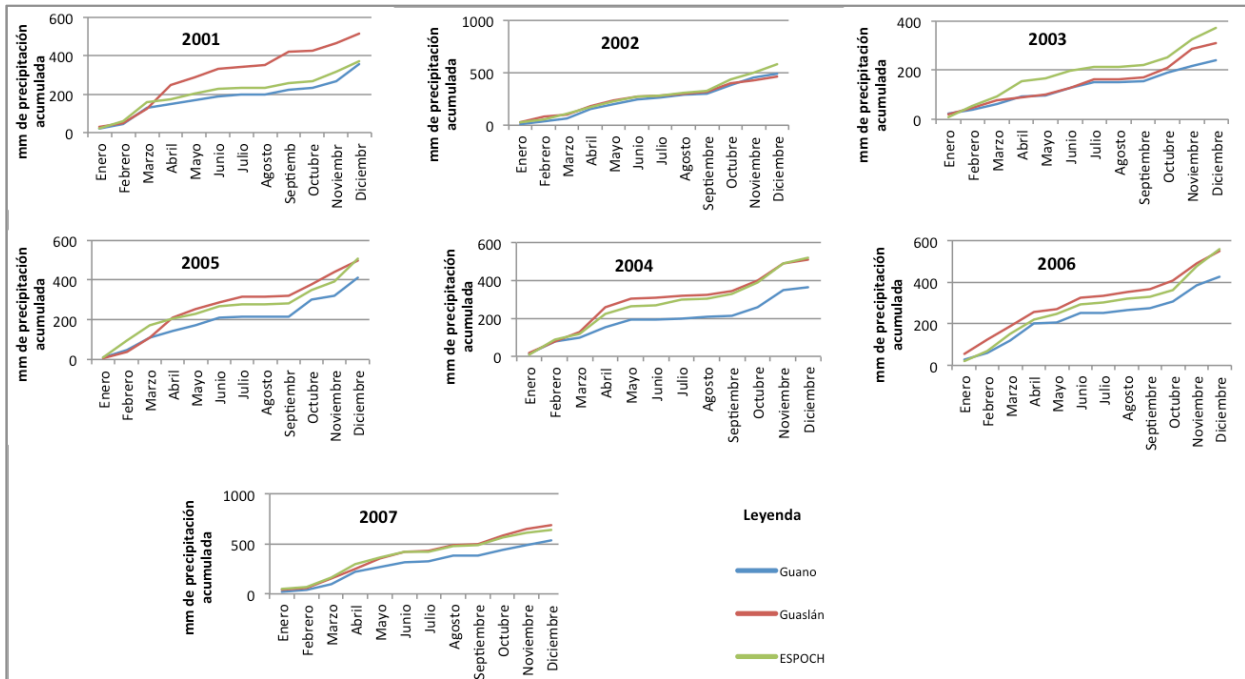 mm de precipitación
acumulada
600
400
200
0
2001
Enero
Febrero
Marzo
Abril
Mayo
Junio
Julio
Agosto
Septiemb
Octubre
Noviembr
Diciembr
mm de precipitación
acumulada
1000
500
0
2002
Enero
Febrero
Marzo
Abril
Mayo
Junio
Julio
Agosto
Septiembre
Octubre
Noviembre
Diciembre
mm de precipitación
acumulada
400
200
0
2003
Enero
Febrero
Marzo
Abril
Mayo
Junio
Julio
Agosto
Septiembre
Octubre
Noviembre
Diciembre
mm de precipitación
acumulada
600
400
200
0
2005
Enero
Febrero
Marzo
Abril
Mayo
Junio
Julio
Agosto
Septiembr
Octubre
Noviembre
Diciembre
mm de precipitación
acumulada
600
400
200
0
2004
Enero
Febrero
Marzo
Abril
Mayo
Junio
Julio
Agosto
Septiembre
Octubre
Noviembre
Diciembre
mm de precipitación
acumulada
600
400
200
0
2006
Enero
Febrero
Marzo
Abril
Mayo
Junio
Julio
Agosto
Septiembre
Octubre
Noviembre
Diciembre
mm de precipitación
acumulada
1000
500
0
2007
Enero
Febrero
Marzo
Abril
Mayo
Junio
Julio
Agosto
Septiembre
Octubre
Noviembre
Diciembre
Leyenda
Guano
Guaslán
ESPOCH